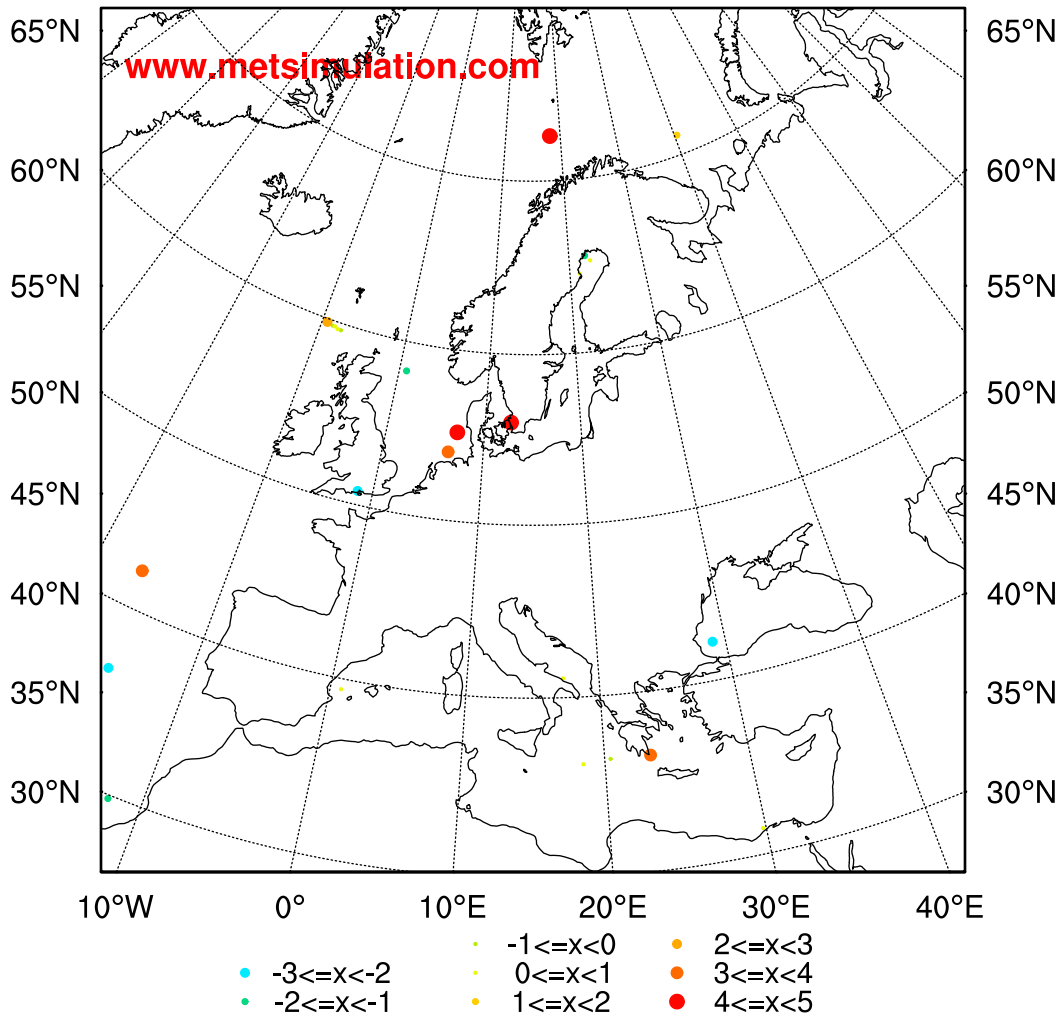 65°N 65°N
www.metsimulation.com
60°N 60°N
55°N 55°N
50°N 50°N
45°N 45°N
40°N 40°N
35°N 35°N
30°N 30°N
10°W 0° 10°E 20°E 30°E 40°E
-1<=x<0 2<=x<3
-3<=x<-2 0<=x<1 3<=x<4
-2<=x<-1 1<=x<2 4<=x<5